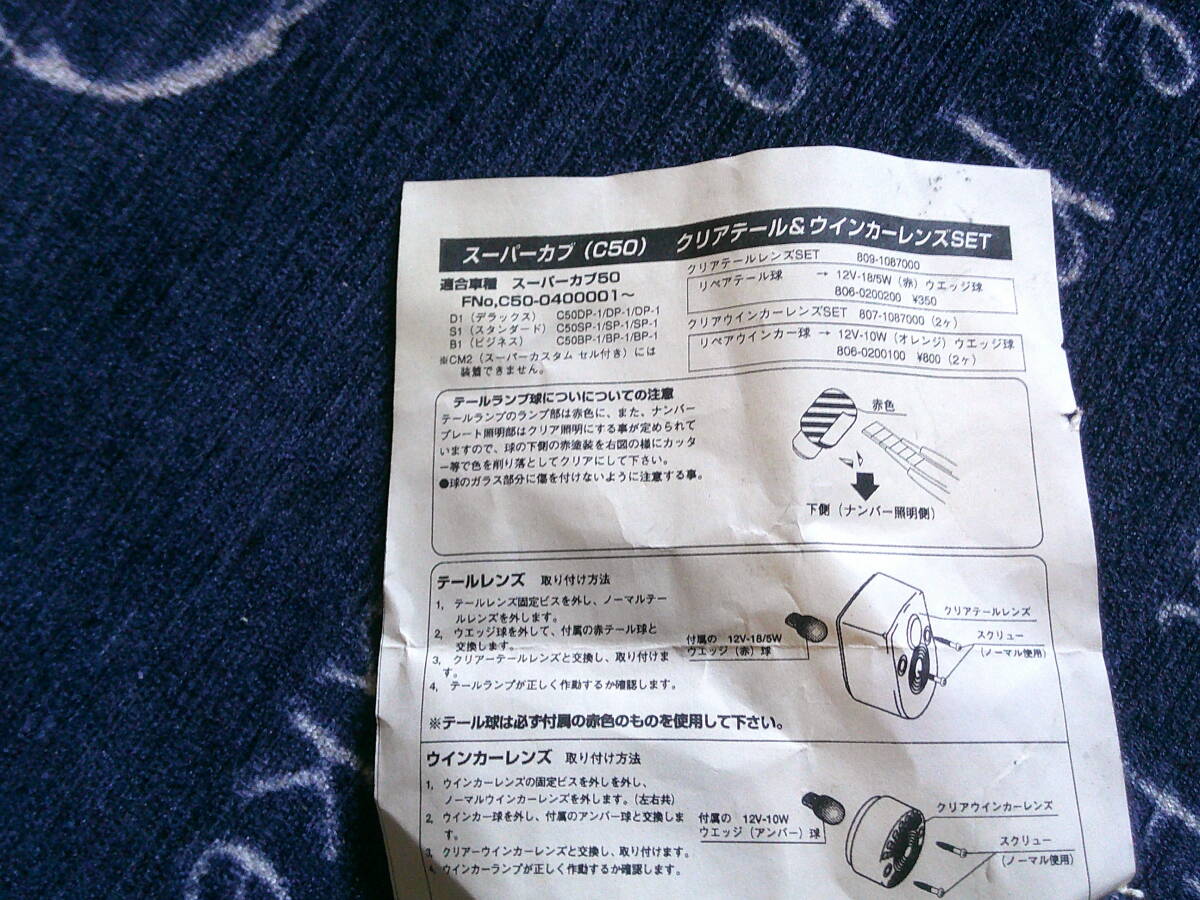 スーパーカブ（C50） クリアテール＆ウインカーレンズSET
適合車種 スーパーカブ50
FNo,C50-0400001～
D1（デラックス） C50DP-1/DP-1/DP-1
S1（スタンダード） C50SP-1/SP-1/SP-1
B1（ビジネス） C50BP-1/BP-1/BP-1
※CM2（スーパーカスタム セル付き）には
装着できません。
クリアテールレンズSET 809-1087000
リペアテール球 → 12V-18/5W（赤）ウエッジ球
806-0200200 ¥350
クリアウインカーレンズSET 807-1087000（2ヶ）
リペアウインカー球 → 12V-10W（オレンジ）ウエッジ球
806-0200100 ¥800（2ヶ）
テールランプ球についについての注意
テールランプのランプ部は赤色に、また、ナンバー
プレート照明部はクリア照明にする事が定められて
いますので、球の下側の赤塗装を右図の様にカッタ
ー等で色を削り落としてクリアにして下さい。
●球のガラス部分に傷を付けないように注意する事。
赤色
下側（ナンバー照明側）
テールレンズ 取り付け方法
1, テールレンズ固定ビスを外し、ノーマルテー
ルレンズを外します。
2, ウエッジ球を外して、付属の赤テール球と
交換します。
3, クリアーテールレンズと交換し、取り付けま
す。
4, テールランプが正しく作動するか確認します。
付属の 12V-18/5W
ウエッジ（赤）球
クリアテールレンズ
スクリュー
（ノーマル使用）
※テール球は必ず付属の赤色のものを使用して下さい。
ウインカーレンズ 取り付け方法
1, ウインカーレンズの固定ビスを外しを外し、
ノーマルウインカーレンズを外します。（左右共）
2, ウインカー球を外し、付属のアンバー球と交換しま
す。
3, クリアーウインカーレンズと交換し、取り付けます。
4, ウインカーランプが正しく作動するか確認します。
付属の 12V-10W
ウエッジ（アンバー）球
クリアウインカーレンズ
スクリュー
（ノーマル使用）